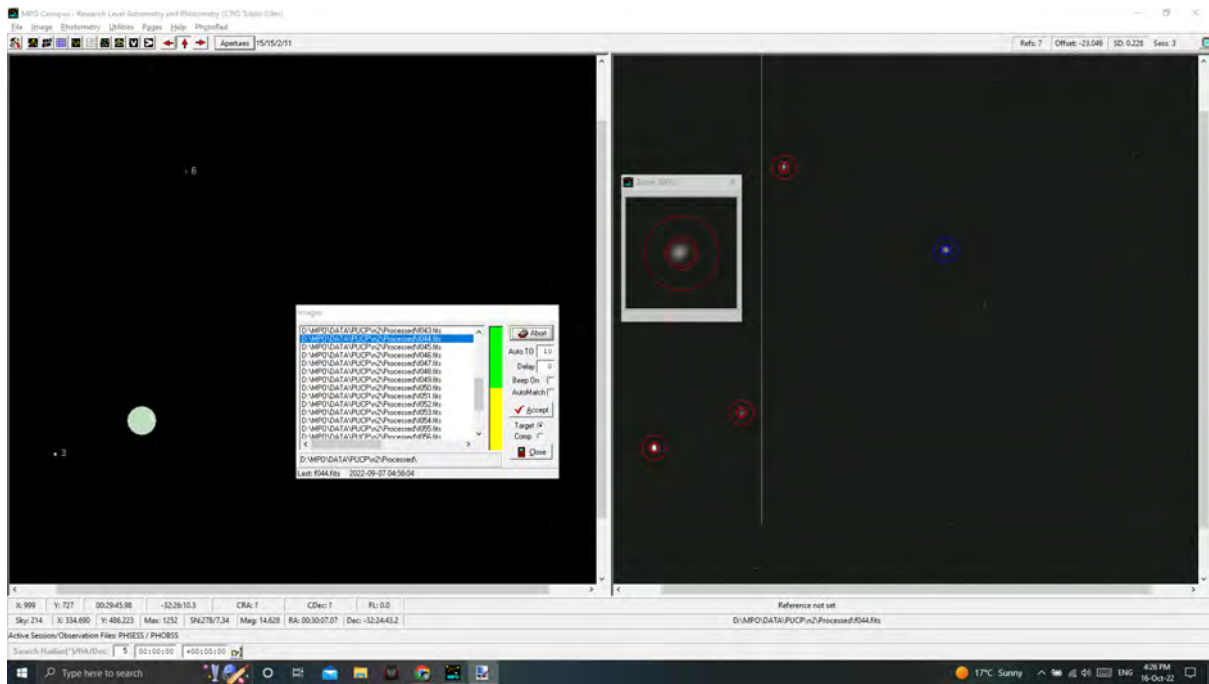 MPO Canopus - Research Level Astrometry and Photometry
File Image Photometry Utilities Pages Help PhotoRed
Apertures 15/15/2/11
Refs: 7 Offset: -23.046 SD: 0.228 Sess: 3
6
3
Images
D:\MPO\DATA\PUCP\n2\Processed\f043.fits
D:\MPO\DATA\PUCP\n2\Processed\f044.fits
D:\MPO\DATA\PUCP\n2\Processed\f045.fits
D:\MPO\DATA\PUCP\n2\Processed\f046.fits
D:\MPO\DATA\PUCP\n2\Processed\f047.fits
D:\MPO\DATA\PUCP\n2\Processed\f048.fits
D:\MPO\DATA\PUCP\n2\Processed\f049.fits
D:\MPO\DATA\PUCP\n2\Processed\f050.fits
D:\MPO\DATA\PUCP\n2\Processed\f051.fits
D:\MPO\DATA\PUCP\n2\Processed\f052.fits
D:\MPO\DATA\PUCP\n2\Processed\f053.fits
D:\MPO\DATA\PUCP\n2\Processed\f054.fits
D:\MPO\DATA\PUCP\n2\Processed\f055.fits
D:\MPO\DATA\PUCP\n2\Processed\f056.fits
D:\MPO\DATA\PUCP\n2\Processed\
Last: f044.fits 2022-09-07 04:56:04
Abort
Auto TO
Delay 0
Beep On
AutoMatch
Accept
Target
Comp
Close
X: 999 Y: 727 00:29:45.98 -32:26:10.3 CRA: ? CDec: ? FL: 0.0
Reference not set
Sky: 214 X: 334.680 Y: 486.223 Max: 1252 SN:278/7.34 Mag: 14.628 RA: 00:30:07.07 Dec: -32:24:43.2
D:\MPO\DATA\PUCP\n2\Processed\f044.fits
Active Session/Observation Files: PHSESS / PHOBSS
Search Radius(")/RA/Dec: 5 00:00:00 +00:00:00
Type here to search
17°C Sunny
ENG
4:26 PM
16-Oct-22